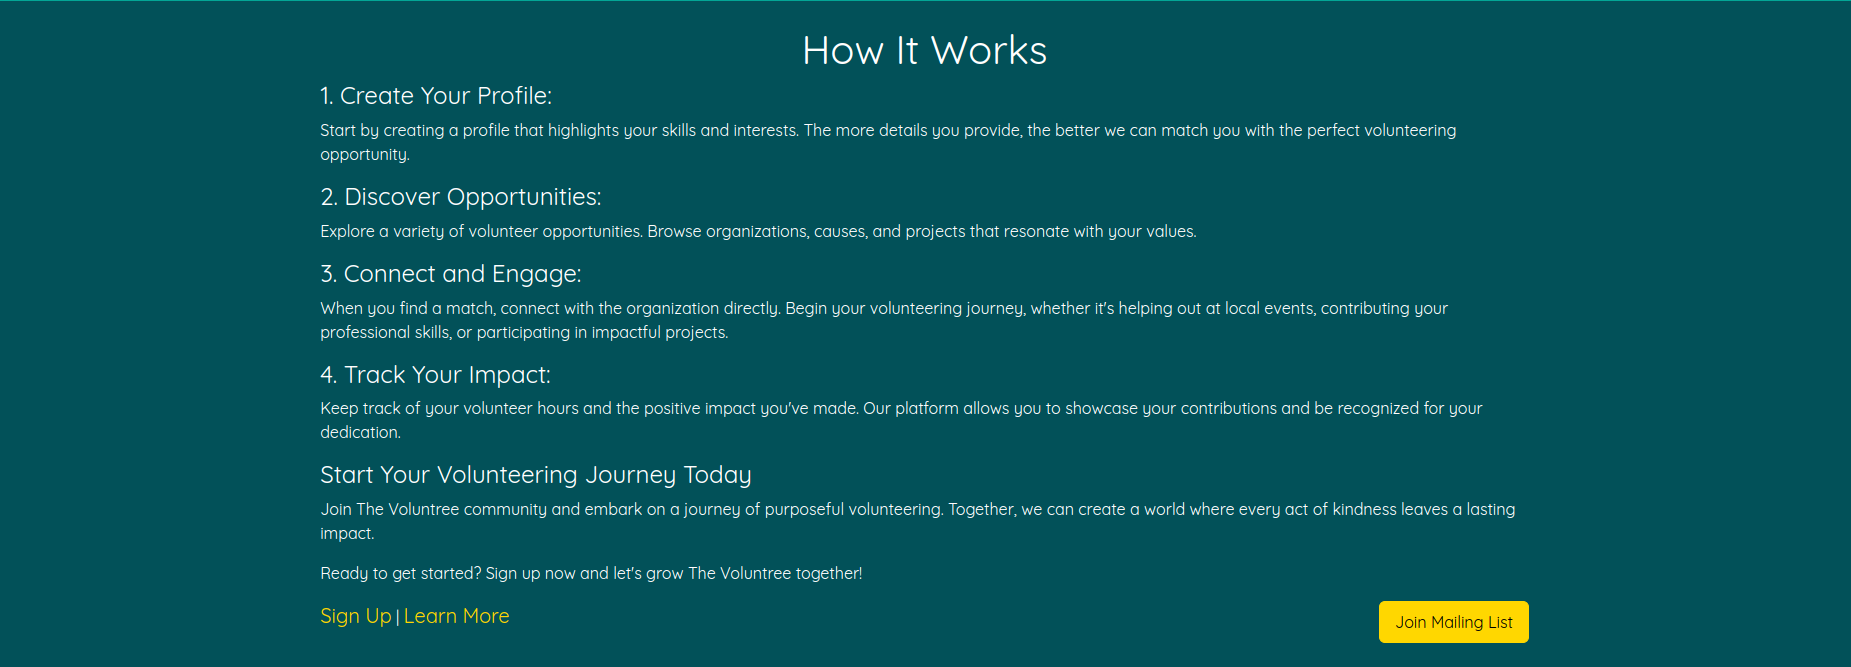 How It Works
1. Create Your Profile:
Start by creating a profile that highlights your skills and interests. The more details you provide, the better we can match you with the perfect volunteering
opportunity.
2. Discover Opportunities:
Explore a variety of volunteer opportunities. Browse organizations, causes, and projects that resonate with your values.
3. Connect and Engage:
When you find a match, connect with the organization directly. Begin your volunteering journey, whether it's helping out at local events, contributing your
professional skills, or participating in impactful projects.
4. Track Your Impact:
Keep track of your volunteer hours and the positive impact you've made. Our platform allows you to showcase your contributions and be recognized for your
dedication.
Start Your Volunteering Journey Today
Join The Voluntree community and embark on a journey of purposeful volunteering. Together, we can create a world where every act of kindness leaves a lasting
impact.
Ready to get started? Sign up now and let's grow The Voluntree together!
Sign Up | Learn More
Join Mailing List